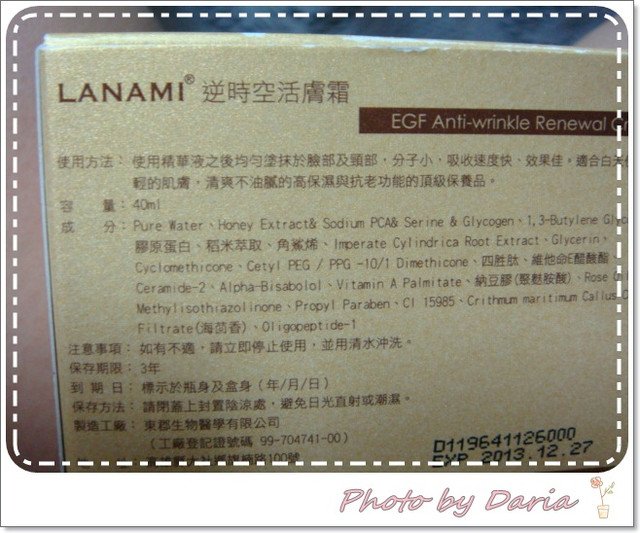 LANAMI® 逆時空活膚霜
EGF Anti-wrinkle Renewal
使用方法：使用精華液之後均勻塗抹於臉部及頸部，分子小，吸收速度快、效果佳。適合白天
輕的肌膚，清爽不油膩的高保濕與抗老功能的頂級保養品。
容 量：40ml
成 分：Pure Water、Honey Extract& Sodium PCA& Serine & Glycogen、1,3-Butylene
膠原蛋白、稻米萃取、角鯊烯、Imperate Cylindrica Root Extract、Glycerin、
Cyclomethicone、Cetyl PEG / PPG -10/1 Dimethicone、四胜肽、維他命E醋酸酯、
Ceramide-2、Alpha-Bisabolol、Vitamin A Palmitate、納豆膠(聚麩胺酸)、Rose
Methylisothiazolinone、Propyl Paraben、CI 15985、Crithmum maritimum Callus
Filtrate(海茴香)、Oligopeptide-1
注意事項：如有不適，請立即停止使用，並用清水沖洗。
保存期限：3年
到 期 日：標示於瓶身及盒身（年/月/日）
保存方法：請閉蓋上封置陰涼處，避免日光直射或潮濕。
製造工廠：東郡生物醫學有限公司
（工廠登記證號碼 99-704741-00）
D119641126000
路100號
EXP 2013.12.27
Photo by Daria